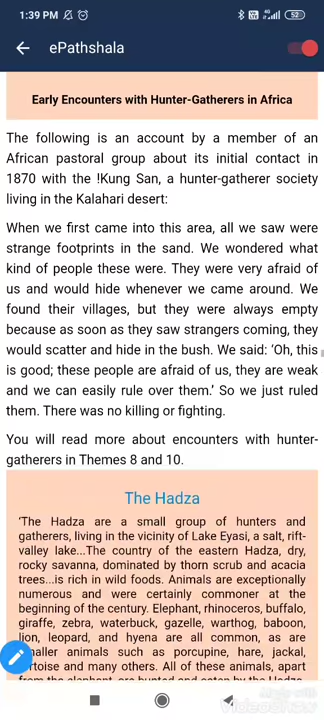 1:39 PM
4G
52
ePathshala
Early Encounters with Hunter-Gatherers in Africa
The following is an account by a member of an
African pastoral group about its initial contact in
1870 with the !Kung San, a hunter-gatherer society
living in the Kalahari desert:
When we first came into this area, all we saw were
strange footprints in the sand. We wondered what
kind of people these were. They were very afraid of
us and would hide whenever we came around. We
found their villages, but they were always empty
because as soon as they saw strangers coming, they
would scatter and hide in the bush. We said: ‘Oh, this
is good; these people are afraid of us, they are weak
and we can easily rule over them.’ So we just ruled
them. There was no killing or fighting.
You will read more about encounters with hunter-
gatherers in Themes 8 and 10.
The Hadza
‘The Hadza are a small group of hunters and
gatherers, living in the vicinity of Lake Eyasi, a salt, rift-
valley lake...The country of the eastern Hadza, dry,
rocky savanna, dominated by thorn scrub and acacia
trees...is rich in wild foods. Animals are exceptionally
numerous and were certainly commoner at the
beginning of the century. Elephant, rhinoceros, buffalo,
giraffe, zebra, waterbuck, gazelle, warthog, baboon,
lion, leopard, and hyena are all common, as are
smaller animals such as porcupine, hare, jackal,
tortoise and many others. All of these animals, apart
from the elephant, are hunted and eaten by the Hadza.